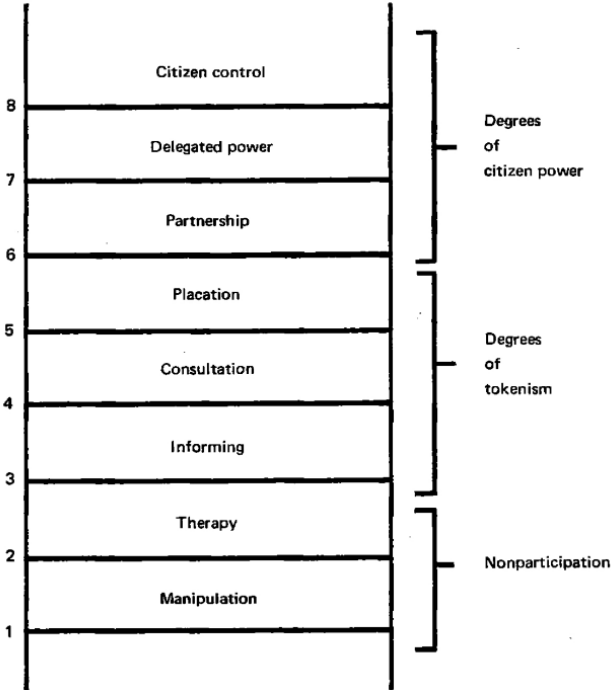 Citizen control
8
Delegated power
7
Partnership
6
Placation
5
Consultation
4
Informing
3
Therapy
2
Manipulation
1
Degrees
of
citizen power
Degrees
of
tokenism
Nonparticipation